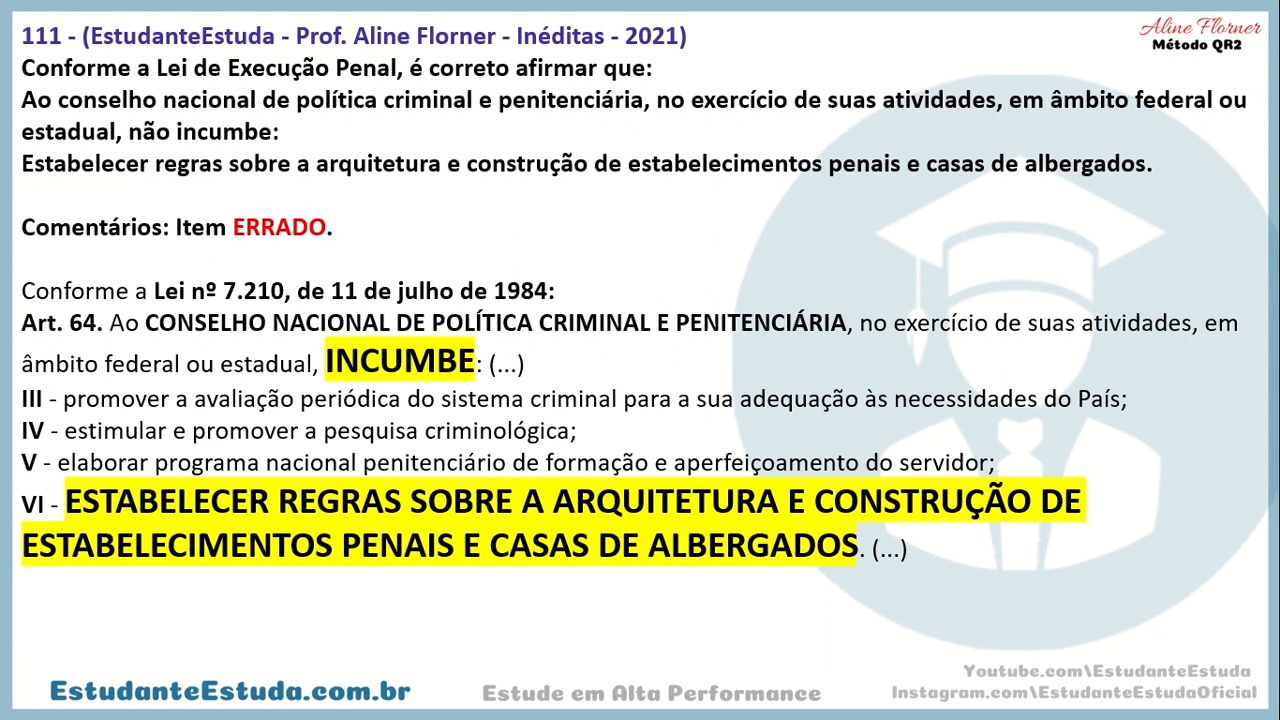 111 - (EstudanteEstuda - Prof. Aline Florner - Inéditas - 2021)
Aline Florner
Método QR2
Conforme a Lei de Execução Penal, é correto afirmar que:
Ao conselho nacional de política criminal e penitenciária, no exercício de suas atividades, em âmbito federal ou
estadual, não incumbe:
Estabelecer regras sobre a arquitetura e construção de estabelecimentos penais e casas de albergados.
Comentários: Item ERRADO.
Conforme a Lei nº 7.210, de 11 de julho de 1984:
Art. 64. Ao CONSELHO NACIONAL DE POLÍTICA CRIMINAL E PENITENCIÁRIA, no exercício de suas atividades, em
âmbito federal ou estadual, INCUMBE: (...)
III - promover a avaliação periódica do sistema criminal para a sua adequação às necessidades do País;
IV - estimular e promover a pesquisa criminológica;
V - elaborar programa nacional penitenciário de formação e aperfeiçoamento do servidor;
VI - ESTABELECER REGRAS SOBRE A ARQUITETURA E CONSTRUÇÃO DE
ESTABELECIMENTOS PENAIS E CASAS DE ALBERGADOS. (...)
EstudanteEstuda.com.br
Estude em Alta Performance
Youtube.com\EstudanteEstuda
Instagram.com\EstudanteEstudaOficial